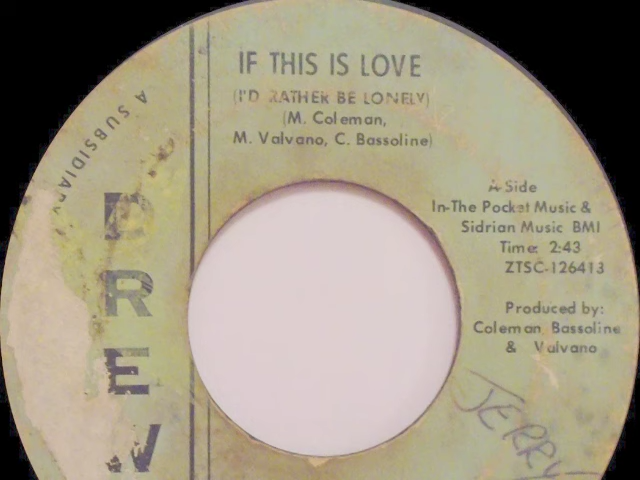 IF THIS IS LOVE
(I'D RATHER BE LONELY)
(M. Coleman,
M. Valvano, C. Bassoline)
A SUBSIDIARY
DREW
A-Side
In-The Pocket Music &
Sidrian Music BMI
Time: 2:43
ZTSC-126413
Produced by:
Coleman, Bassoline
& Valvano
JERRY